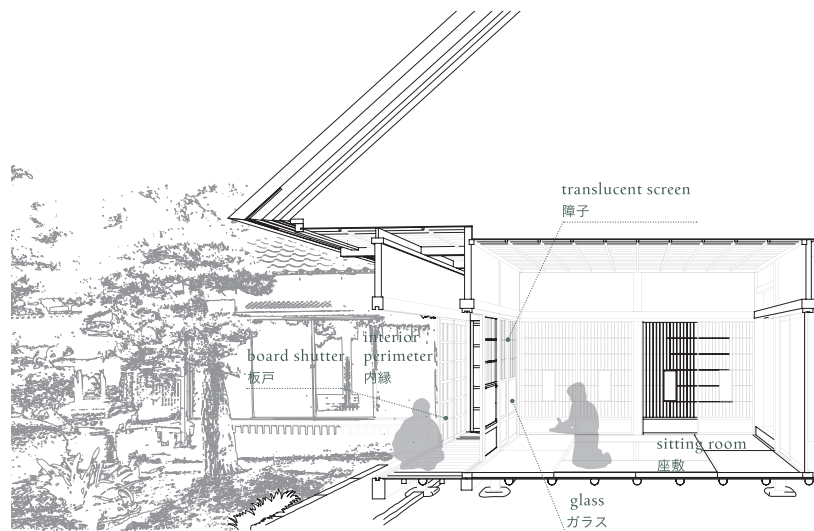 translucent screen
障子
interior
perimeter
内縁
board shutter
板戸
sitting room
座敷
glass
ガラス